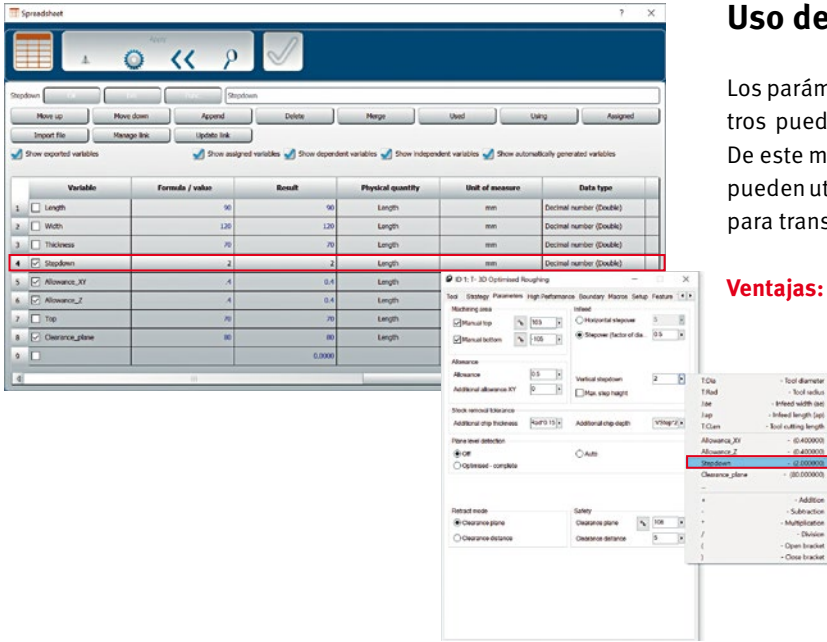 Spreadsheet
Apply
Stepdown
Stepdown
Move up Move down Append Delete Merge Used Using Assigned
Import file Manage link Update link
Show exported variables Show assigned variables Show dependent variables Show independent variables Show automatically generated variables
Variable Formula / value Result Physical quantity Unit of measure Data type
1 Length 90 90 Length mm Decimal number (Double)
2 Width 120 120 Length mm Decimal number (Double)
3 Thickness 70 70 Length mm Decimal number (Double)
4 Stepdown 2 2 Length mm Decimal number (Double)
5 Allowance_XY .4 0.4 Length
6 Allowance_Z .4 0.4 Length
7 Top 70 70 Length
8 Clearance_plane 80 80 Length
9 0.0000
ID 1: T- 3D Optimised Roughing
Tool Strategy Parameters High Performance Boundary Macros Setup Feature
Machining area Infeed
Manual top 105 Horizontal stepover 5
Manual bottom -105 Stepover (factor of dia... 0.5
Allowance
Allowance 0.5 Vertical stepdown 2
Additional allowance XY 0 Max. step height
Stock removal tolerance
Additional chip thickness Rad*0.15 Additional chip depth
Plane level detection
Off Auto
Optimised - complete
Retract mode Safety
Clearance plane Clearance plane 108
Clearance distance Clearance distance 5
T:Dia - Tool diameter
T:Rad - Tool radius
- Infeed width (ae)
- Infeed length (ap)
- Tool cutting length
Allowance_XY - (0.400000)
Allowance_Z - (0.400000)
Stepdown - (2.000000)
Clearance_plane - (80.000000)
+ - Addition
- - Subtraction
* - Multiplication
/ - Division
( - Open bracket
) - Close bracket
Uso de
Los parám
tros pued
De este m
pueden ut
para trans
Ventajas: